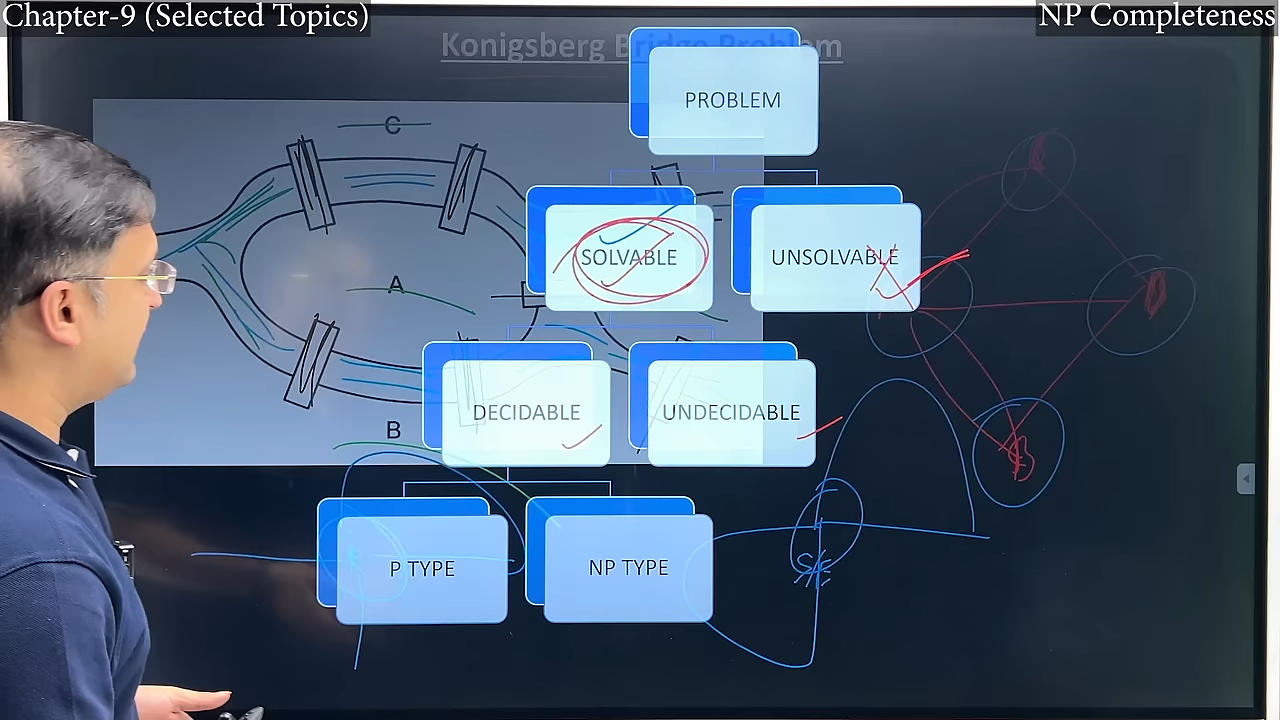 Chapter-9 (Selected Topics)
NP Completeness
Konigsberg Bridge Problem
PROBLEM
C
SOLVABLE
UNSOLVABLE
A
DECIDABLE
UNDECIDABLE
B
B
P TYPE
NP TYPE